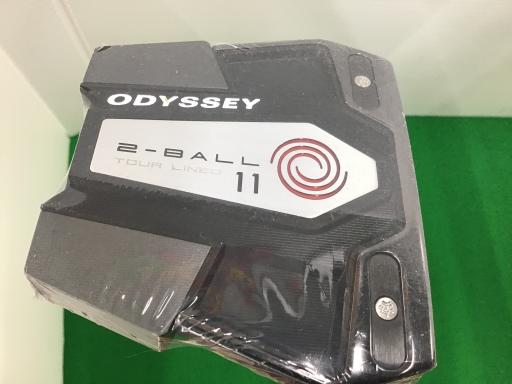 ODYSSEY
2-BALL
TOUR LINED
11